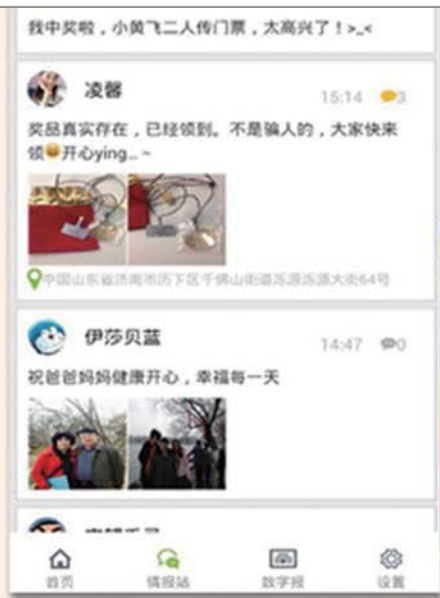 我中奖啦，小黄飞二人传门票，太高兴了！>_<
凌馨
15:14 3
奖品真实存在，已经领到。不是骗人的，大家快来
领😄开心ying...~
中国山东省济南市历下区千佛山街道泺源泺源大街64号
伊莎贝蓝
14:47 0
祝爸爸妈妈健康开心，幸福每一天
首页 情报站 数字报 设置